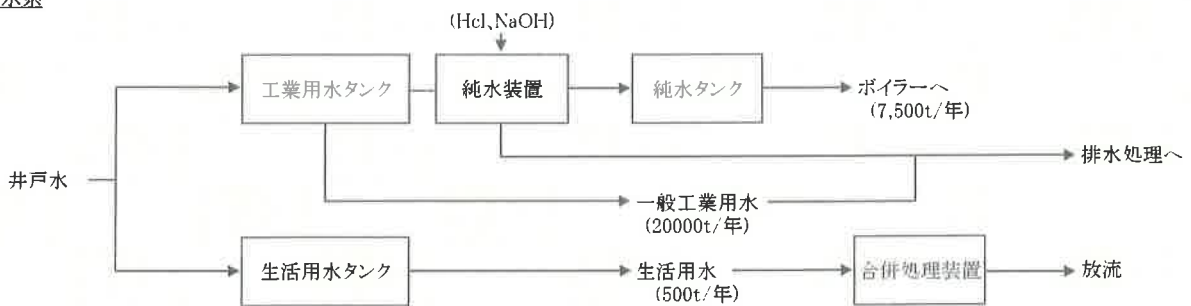 (Hcl、NaOH)
工業用水タンク
純水装置
純水タンク
ボイラーへ
(7,500t/年)
井戸水
排水処理へ
一般工業用水
(20000t/年)
生活用水タンク
生活用水
(500t/年)
合併処理装置
放流